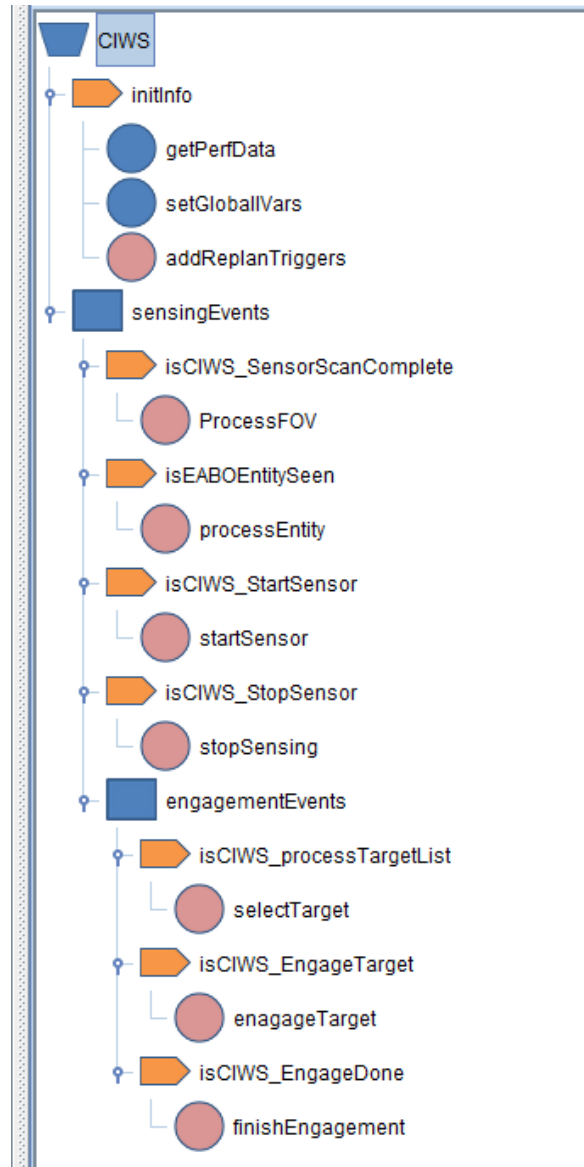 CIWS
initInfo
getPerfData
setGloballVars
addReplanTriggers
sensingEvents
isCIWS_SensorScanComplete
ProcessFOV
isEABOEntitySeen
processEntity
isCIWS_StartSensor
startSensor
isCIWS_StopSensor
stopSensing
engagementEvents
isCIWS_processTargetList
selectTarget
isCIWS_EngageTarget
enagageTarget
isCIWS_EngageDone
finishEngagement